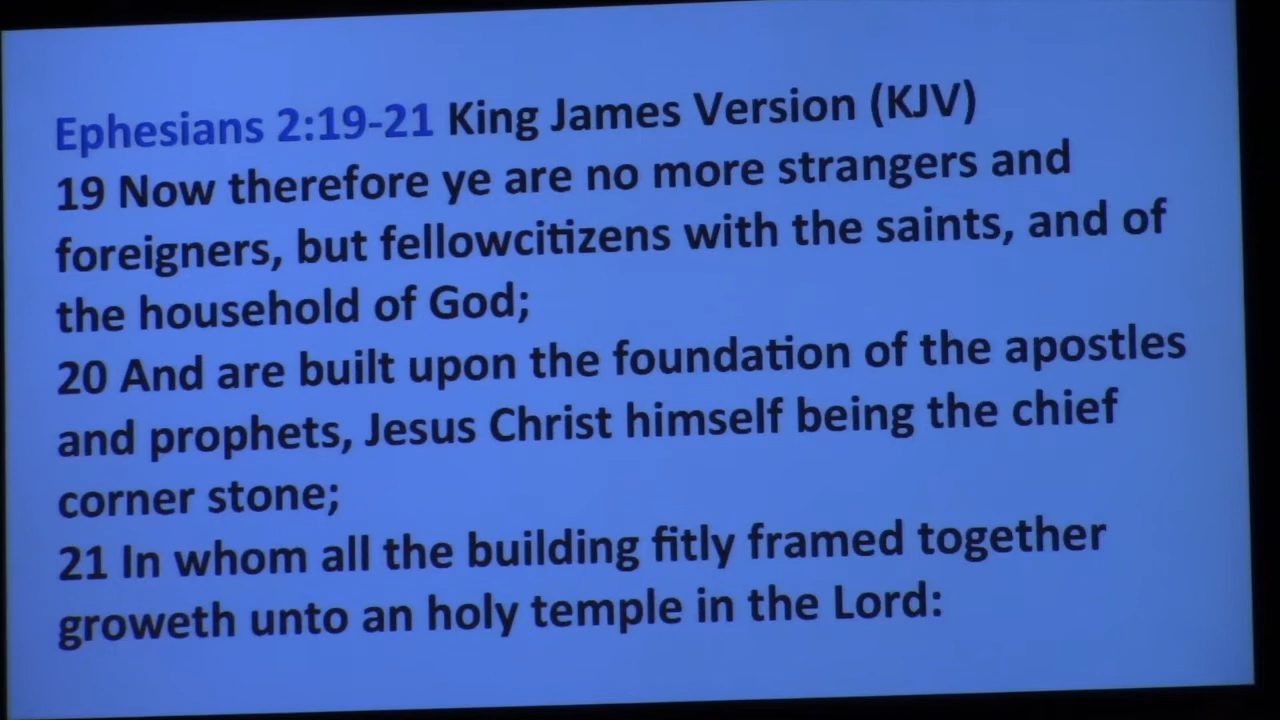 Ephesians 2:19-21 King James Version (KJV)
19 Now therefore ye are no more strangers and
foreigners, but fellowcitizens with the saints, and of
the household of God;
20 And are built upon the foundation of the apostles
and prophets, Jesus Christ himself being the chief
corner stone;
21 In whom all the building fitly framed together
groweth unto an holy temple in the Lord: